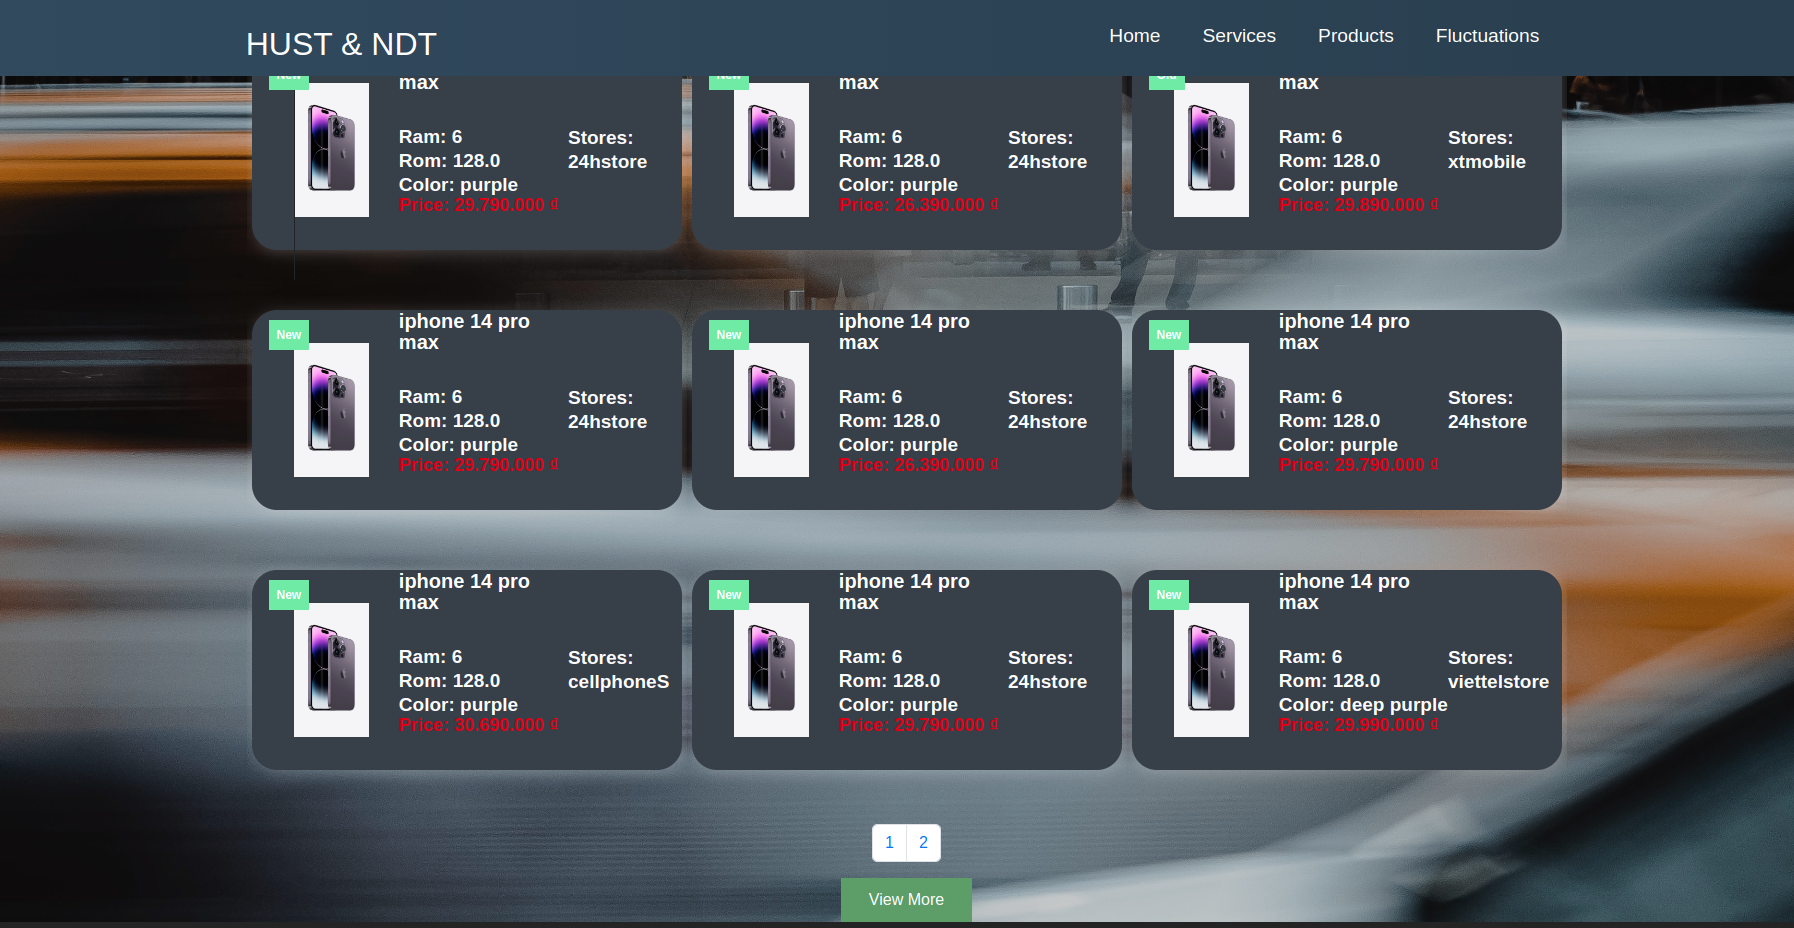 HUST & NDT
Home
Services
Products
Fluctuations
New
max
Ram: 6
Rom: 128.0
Color: purple
Price: 29.790.000 ₫
Stores:
24hstore
New
max
Ram: 6
Rom: 128.0
Color: purple
Price: 26.390.000 ₫
Stores:
24hstore
Old
max
Ram: 6
Rom: 128.0
Color: purple
Price: 29.890.000 ₫
Stores:
xtmobile
New
iphone 14 pro
max
Ram: 6
Rom: 128.0
Color: purple
Price: 29.790.000 ₫
Stores:
24hstore
New
iphone 14 pro
max
Ram: 6
Rom: 128.0
Color: purple
Price: 26.390.000 ₫
Stores:
24hstore
New
iphone 14 pro
max
Ram: 6
Rom: 128.0
Color: purple
Price: 29.790.000 ₫
Stores:
24hstore
New
iphone 14 pro
max
Ram: 6
Rom: 128.0
Color: purple
Price: 30.690.000 ₫
Stores:
cellphoneS
New
iphone 14 pro
max
Ram: 6
Rom: 128.0
Color: purple
Price: 29.790.000 ₫
Stores:
24hstore
New
iphone 14 pro
max
Ram: 6
Rom: 128.0
Color: deep purple
Price: 29.990.000 ₫
Stores:
viettelstore
1
2
View More